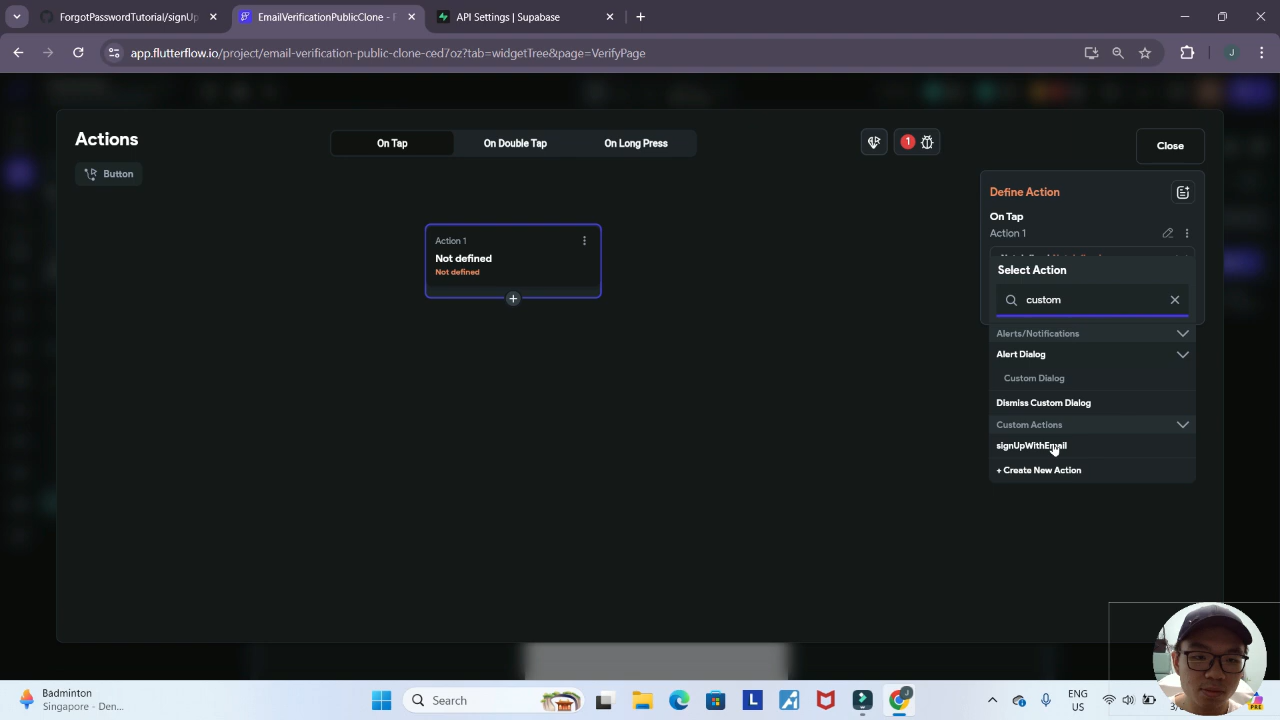 ForgotPasswordTutorial/signUp
EmailVerificationPublicClone - F
API Settings | Supabase
app.flutterflow.io/project/email-verification-public-clone-ced7oz?tab=widgetTree&page=VerifyPage
J
Actions
On Tap
On Double Tap
On Long Press
1
Close
Button
Define Action
On Tap
Action 1
Action 1
Not defined
Not defined
Select Action
custom
Alerts/Notifications
Alert Dialog
Custom Dialog
Dismiss Custom Dialog
Custom Actions
signUpWithEmail
+ Create New Action
Badminton
Singapore - Den...
Search
L
J
ENG
US
PRE